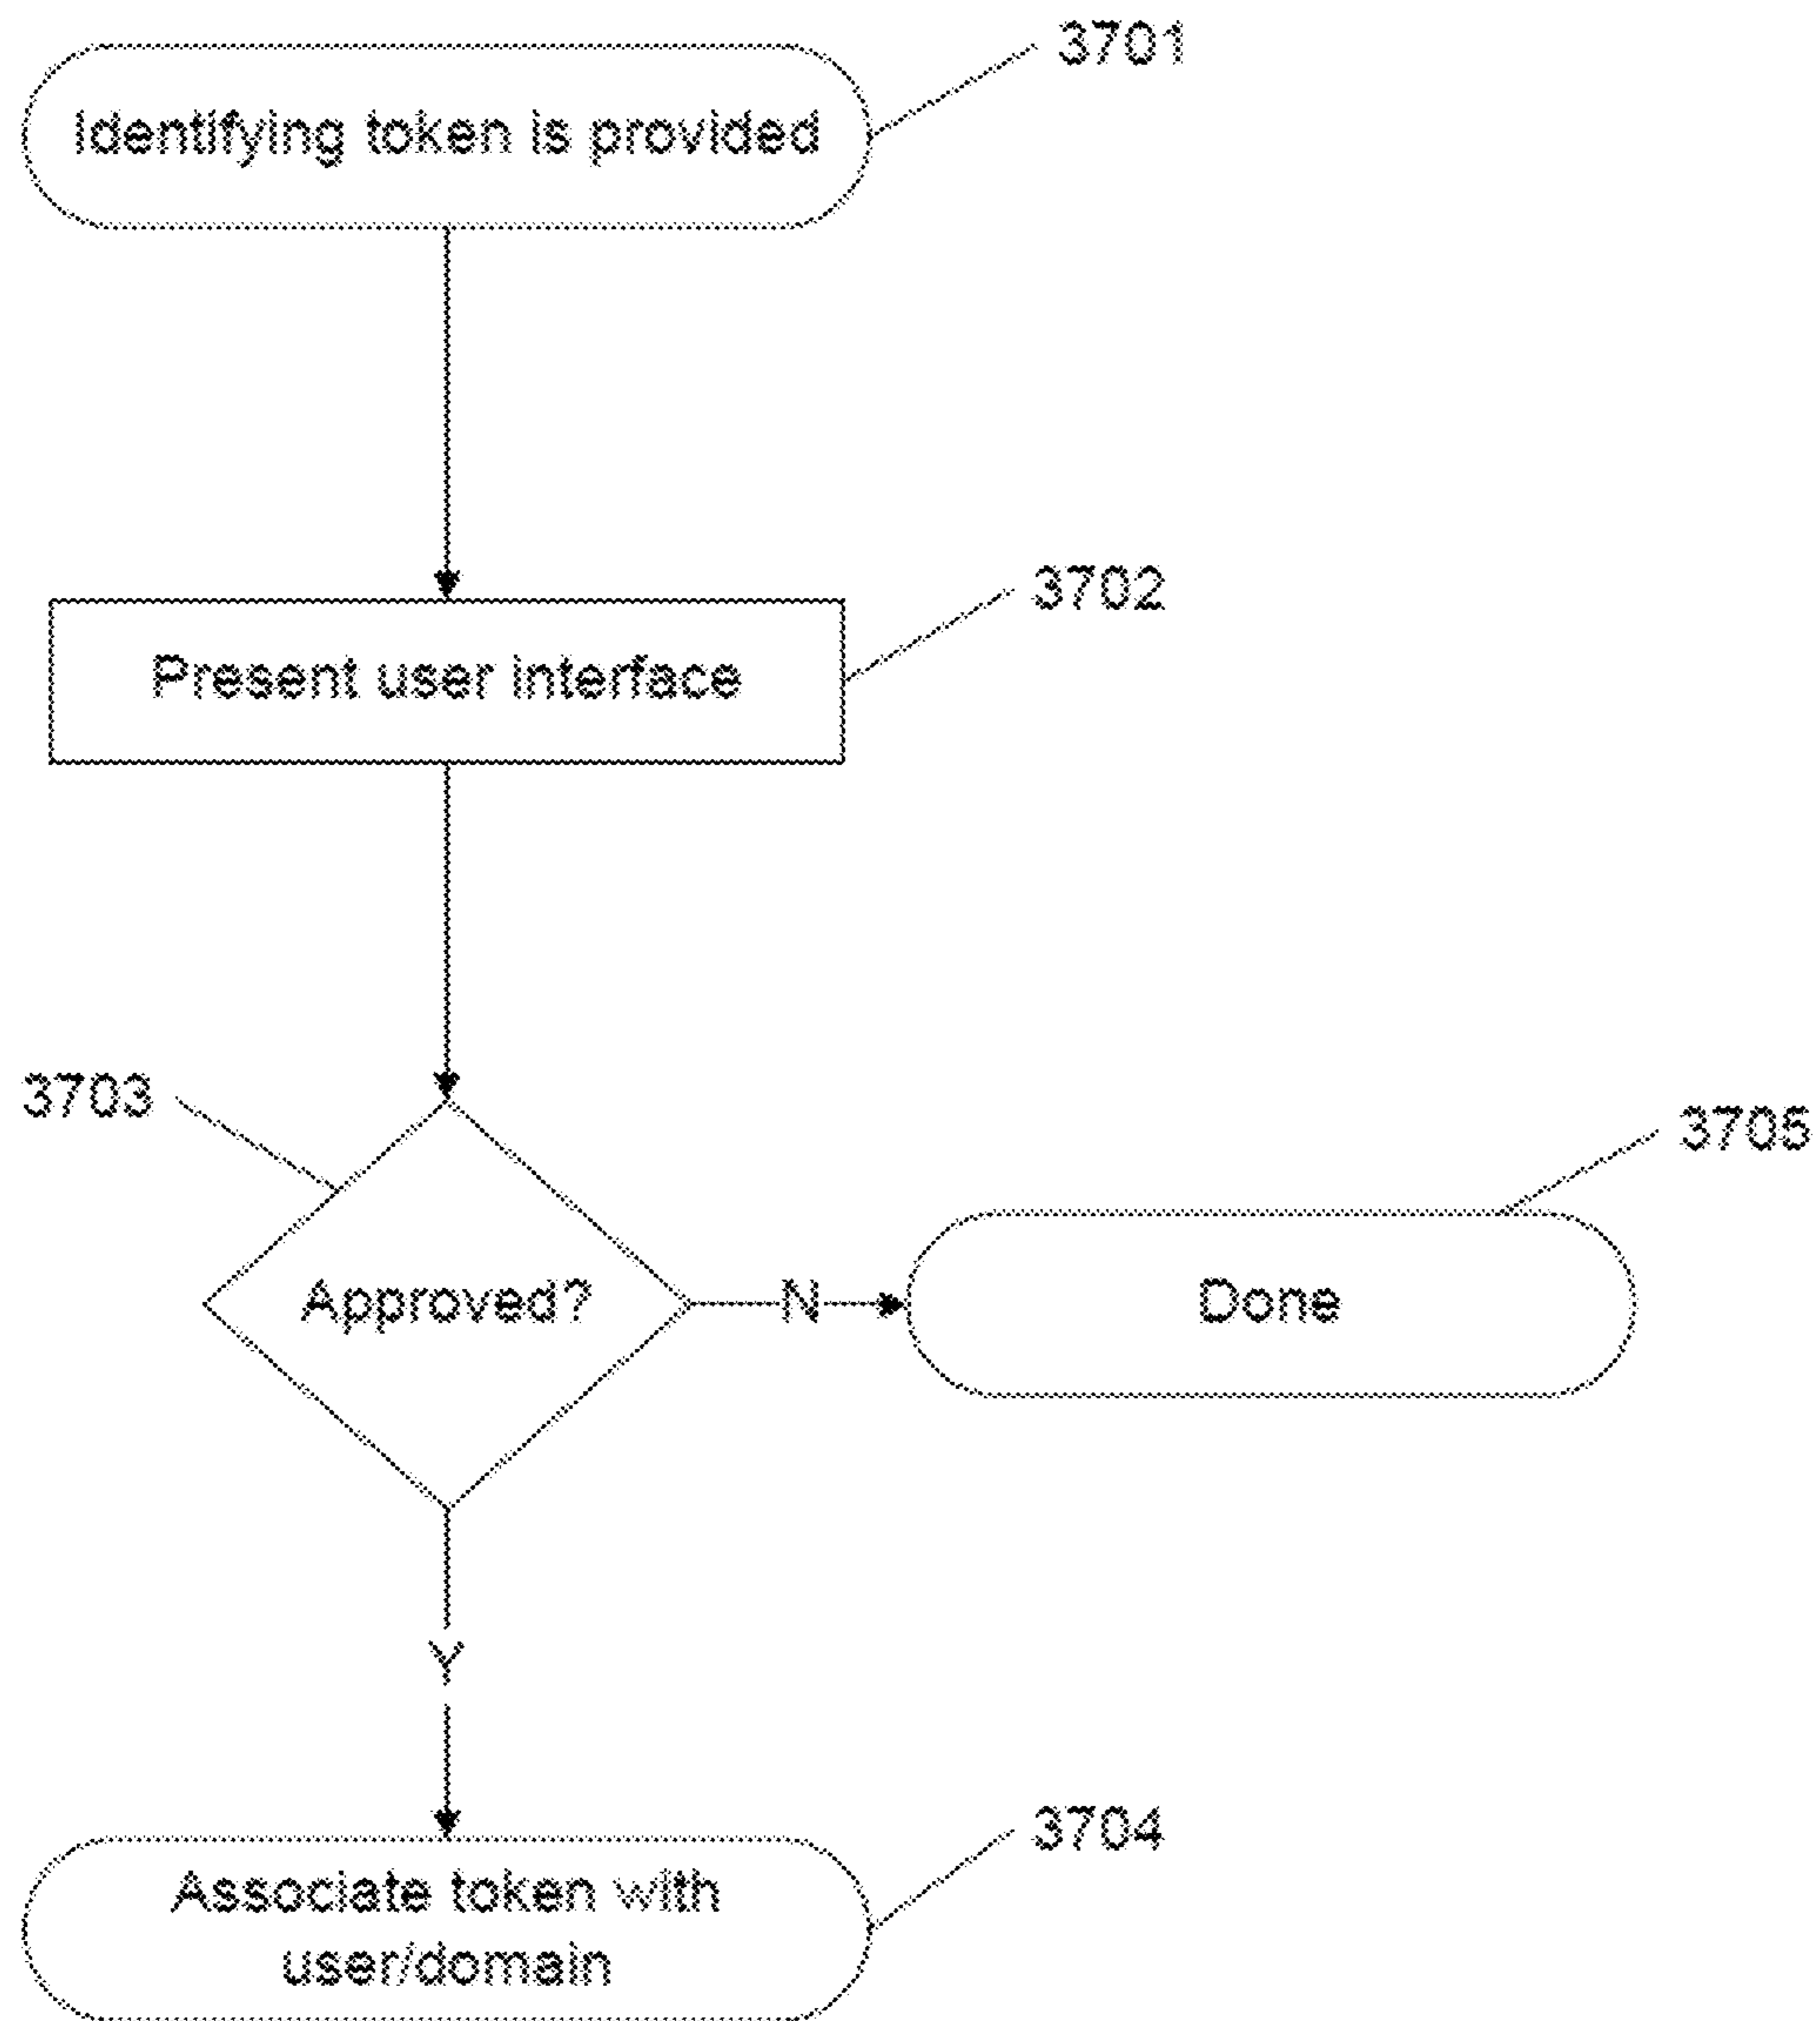 3701
Identifying token is provided
3702
Present user interface
3703
3705
Approved?
N
Done
Y
3704
Associate token with
user/domain